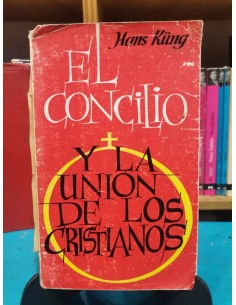 Hans Küng
EL
CONCILIO
Y LA
UNION
DE LOS
CRISTIANOS